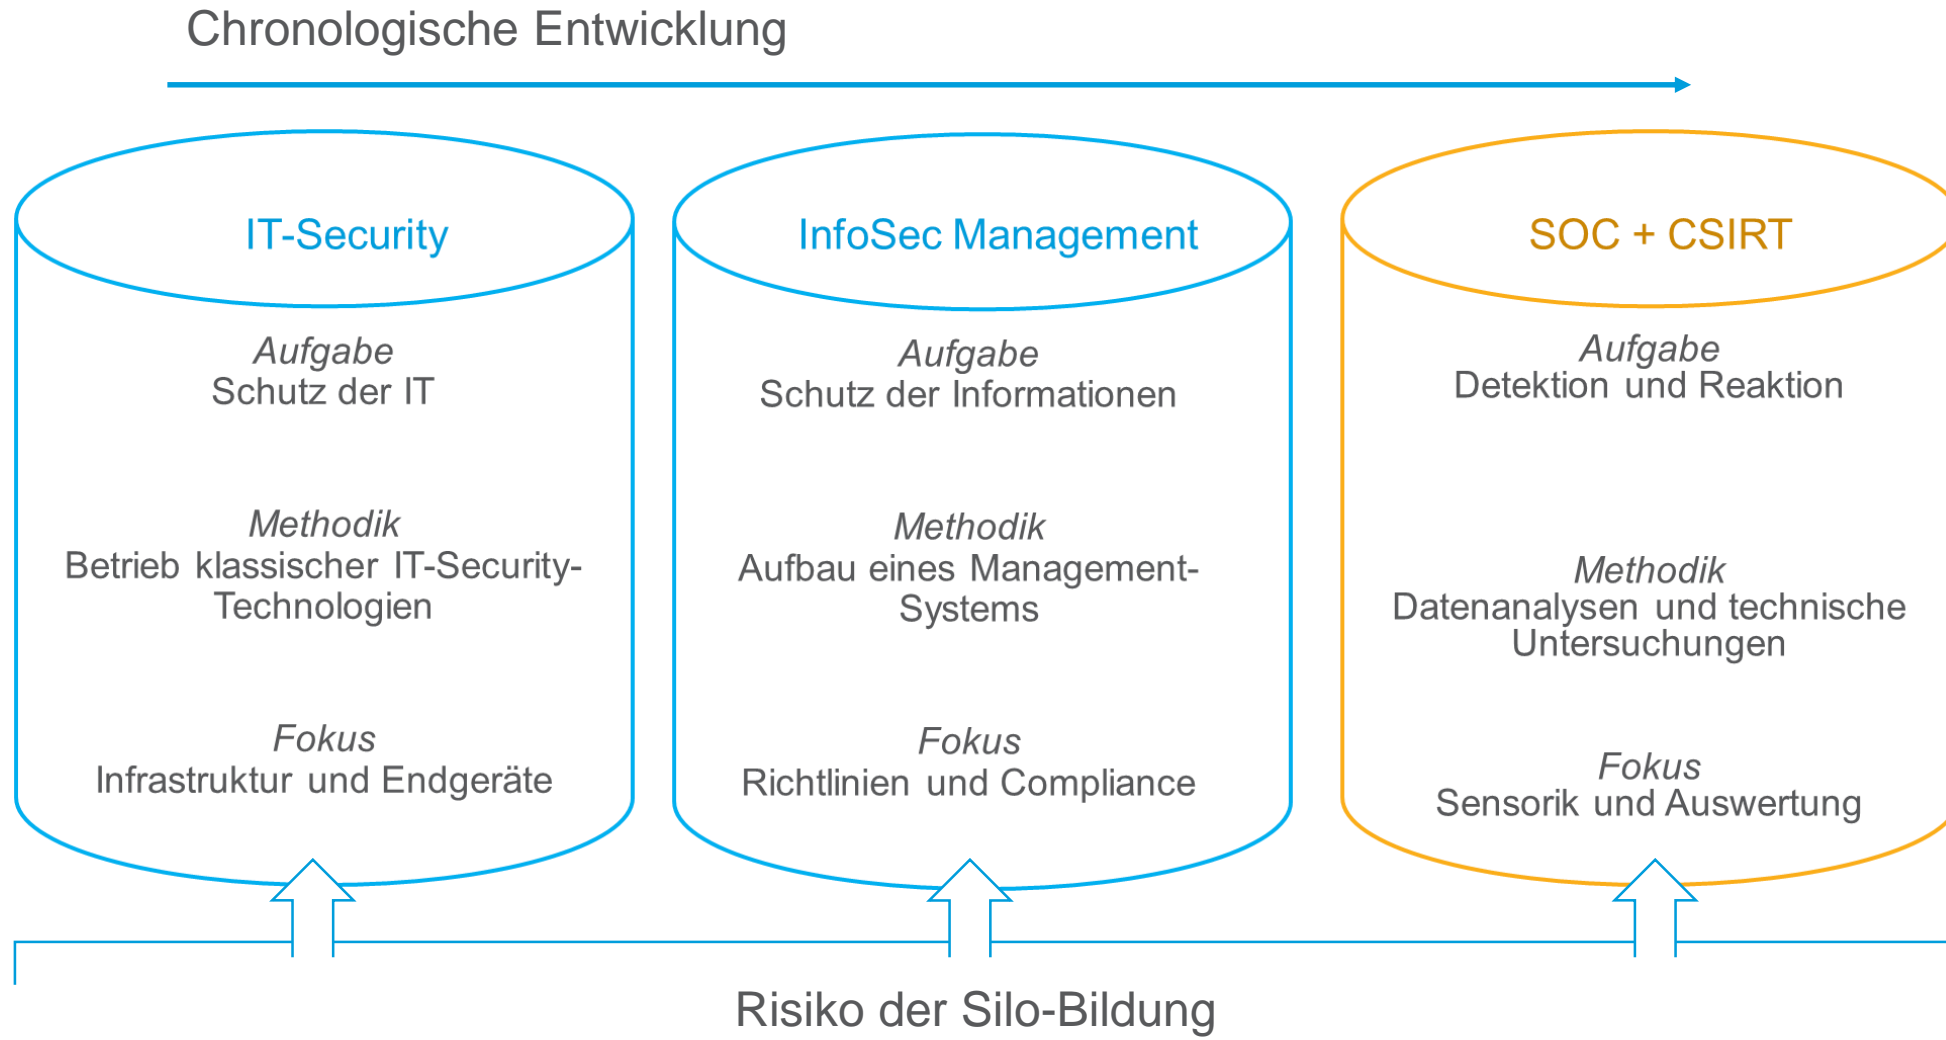 Chronologische Entwicklung
IT-Security
Aufgabe
Schutz der IT
Methodik
Betrieb klassischer IT-Security-
Technologien
Fokus
Infrastruktur und Endgeräte
InfoSec Management
Aufgabe
Schutz der Informationen
Methodik
Aufbau eines Management-
Systems
Fokus
Richtlinien und Compliance
SOC + CSIRT
Aufgabe
Detektion und Reaktion
Methodik
Datenanalysen und technische
Untersuchungen
Fokus
Sensorik und Auswertung
Risiko der Silo-Bildung